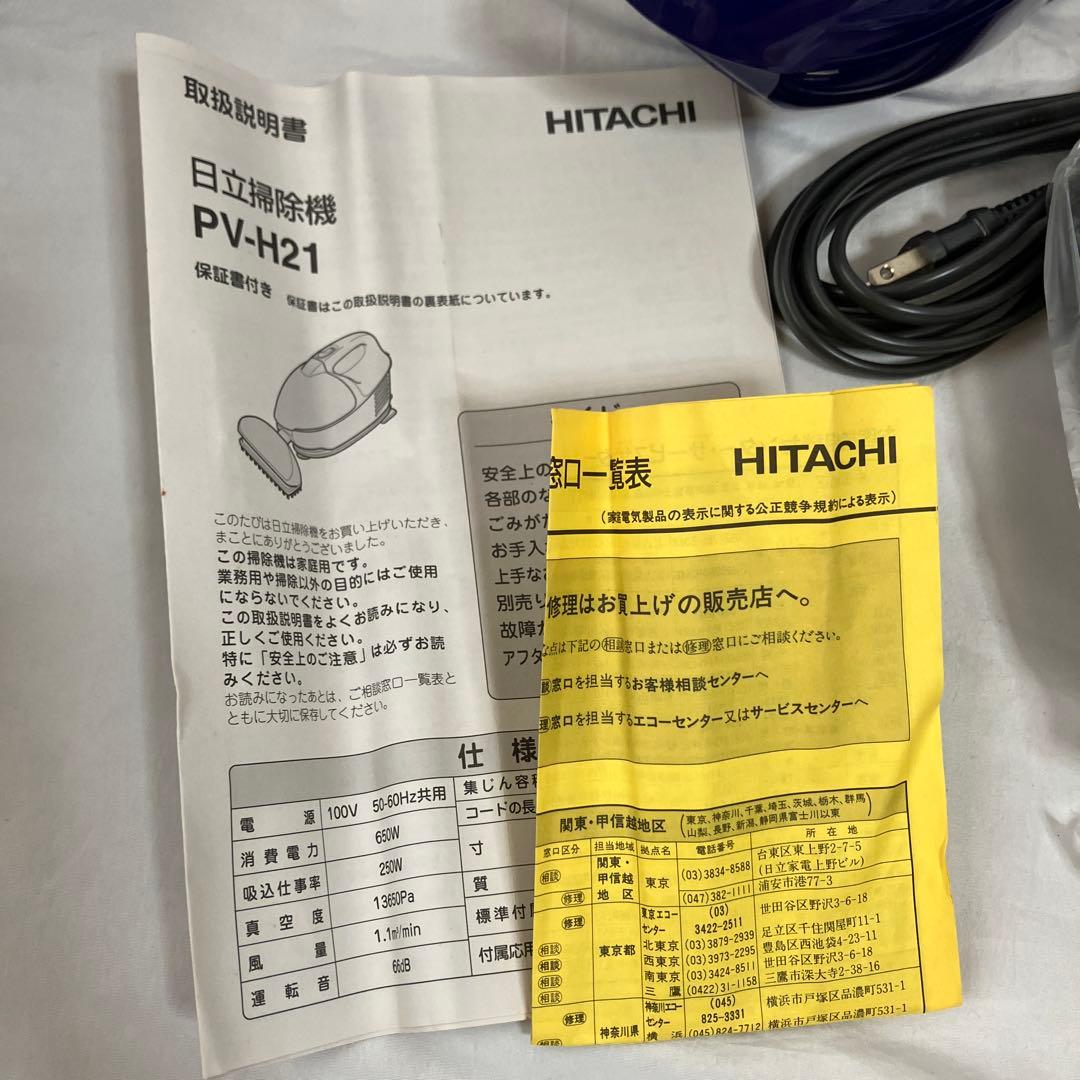 取扱説明書
HITACHI
日立掃除機
PV-H21
保証書付き 保証書はこの取扱説明書の裏表紙についています。
安全上の
各部のな
ごみが
お手入
上手な
別売り
故障
アフタ
このたびは日立掃除機をお買い上げいただき、
まことにありがとうございました。
この掃除機は家庭用です。
業務用や掃除以外の目的にはご使用
にならないでください。
この取扱説明書をよくお読みになり、
正しくご使用ください。
特に「安全上のご注意」は必ずお読
みください。
お読みになったあとは、ご相談窓口一覧表と
ともに大切に保存してください。
仕様
電源 100V 50-60Hz共用
消費電力 650W
吸込仕事率 250W
真空度 13650Pa
風量 1.1m³/min
運転音 66dB
集じん容
コードの長
寸
質
標準付
付属応用
窓口一覧表 HITACHI
(家庭電気製品の表示に関する公正競争規約による表示)
修理はお買上げの販売店へ。
な点は下記の相談窓口または修理窓口にご相談ください。
窓口を担当するお客様相談センターへ
理窓口を担当するエコーセンター又はサービスセンターへ
関東・甲信越地区 (東京、神奈川、千葉、埼玉、茨城、栃木、群馬
山梨、長野、新潟、静岡県富士川以東)
窓口区分 担当地域 拠点名 電話番号 所在地
相談 関東・甲信越地区 東京 (03)3834-8588 台東区東上野2-7-5
(日立家電上野ビル)
修理 (047)382-1111 浦安市港77-3
修理 東京都 東京エコーセンター (03)3422-2511 世田谷区野沢3-6-18
相談 北東京 (03)3879-2939 足立区千住関屋町11-1
相談 西東京 (03)3973-2295 豊島区西池袋4-23-11
相談 南東京 (03)3424-8511 世田谷区野沢3-6-18
相談 三鷹 (0422)31-1158 三鷹市深大寺2-38-16
修理 神奈川県 神奈川エコーセンター (045)825-3331 横浜市戸塚区品濃町531-1
相談 横浜 (045)824-7712 横浜市戸塚区品濃町531-1